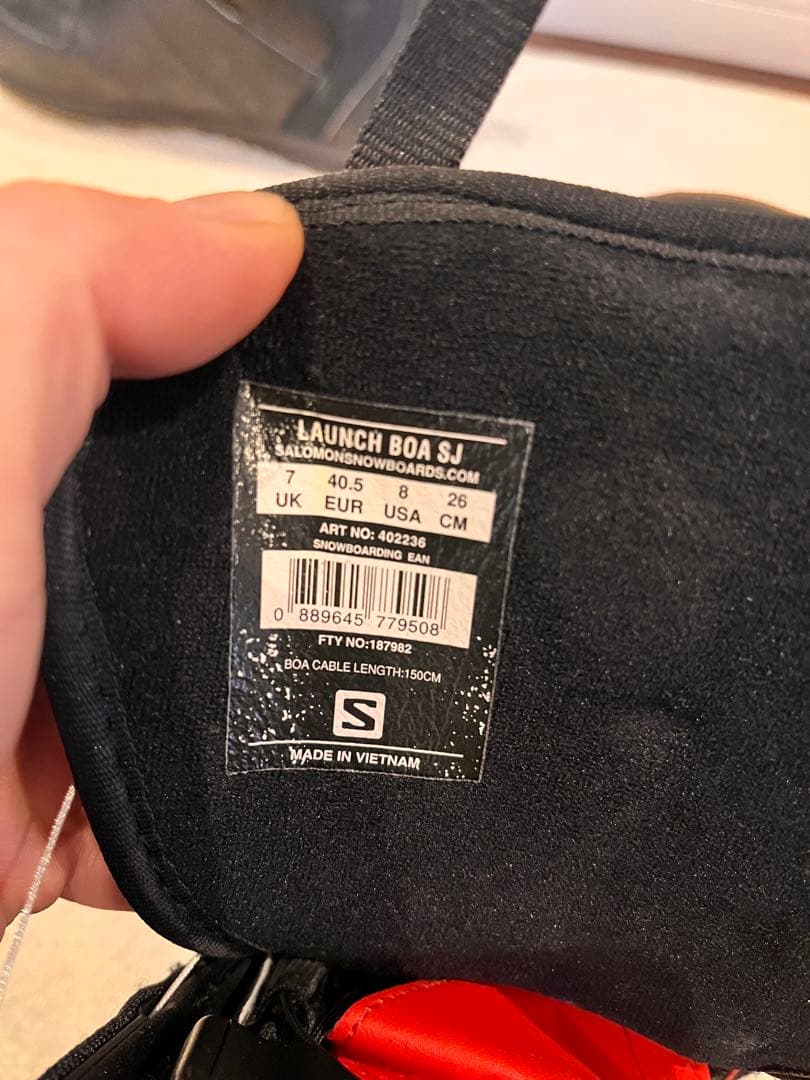 LAUNCH BOA SJ
SALOMONSNOWBOARDS.COM
7 40.5 8 26
UK EUR USA CM
ART NO: 402236
SNOWBOARDING EAN
0 889645 779508
FTY NO:187982
BOA CABLE LENGTH:150CM
S
MADE IN VIETNAM